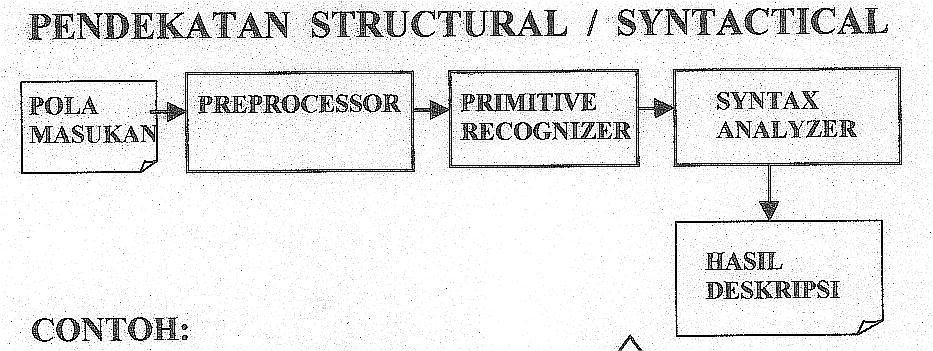 PENDEKATAN STRUCTURAL / SYNTACTICAL
POLA
MASUKAN
PREPROCESSOR
PRIMITIVE
RECOGNIZER
SYNTAX
ANALYZER
HASIL
DESKRIPSI
CONTOH: